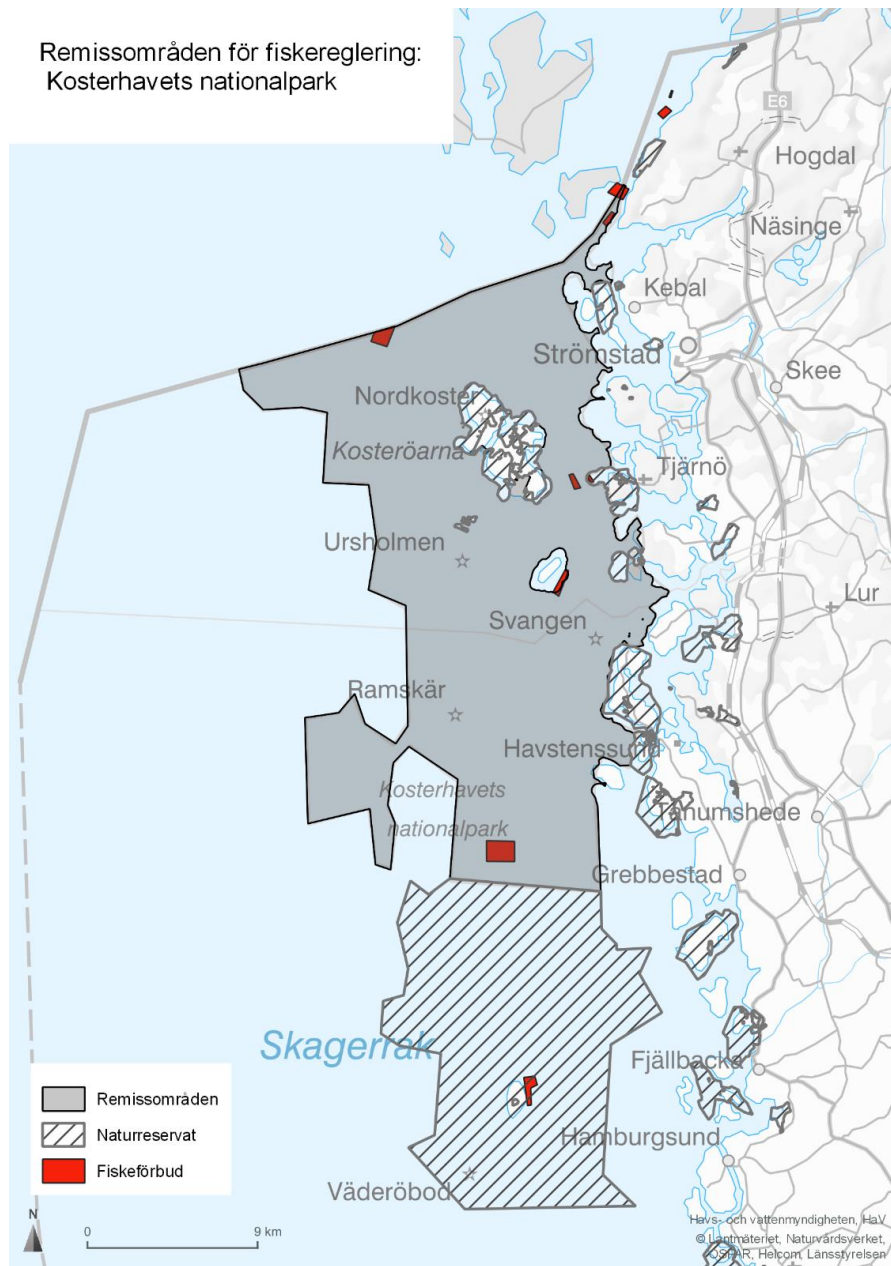 Remissområden för fiskereglering:
Kosterhavets nationalpark
E6
Hogdal
Näsinge
Kebal
Strömstad
Skee
Nordkoster
Kosteröarna
Tjärnö
Ursholmen
Lur
Svangen
Ramskär
Havstenssund
Kosterhavets
nationalpark
Tanumshede
Grebbestad
Skagerrak
Fjällbacka
Remissområden
Naturreservat
Fiskeförbud
Hamburgsund
Väderöbod
N
0 9 km
Havs- och vattenmyndigheten, HaV
© Lantmäteriet, Naturvårdsverket,
OSPAR, Helcom, Länsstyrelsen